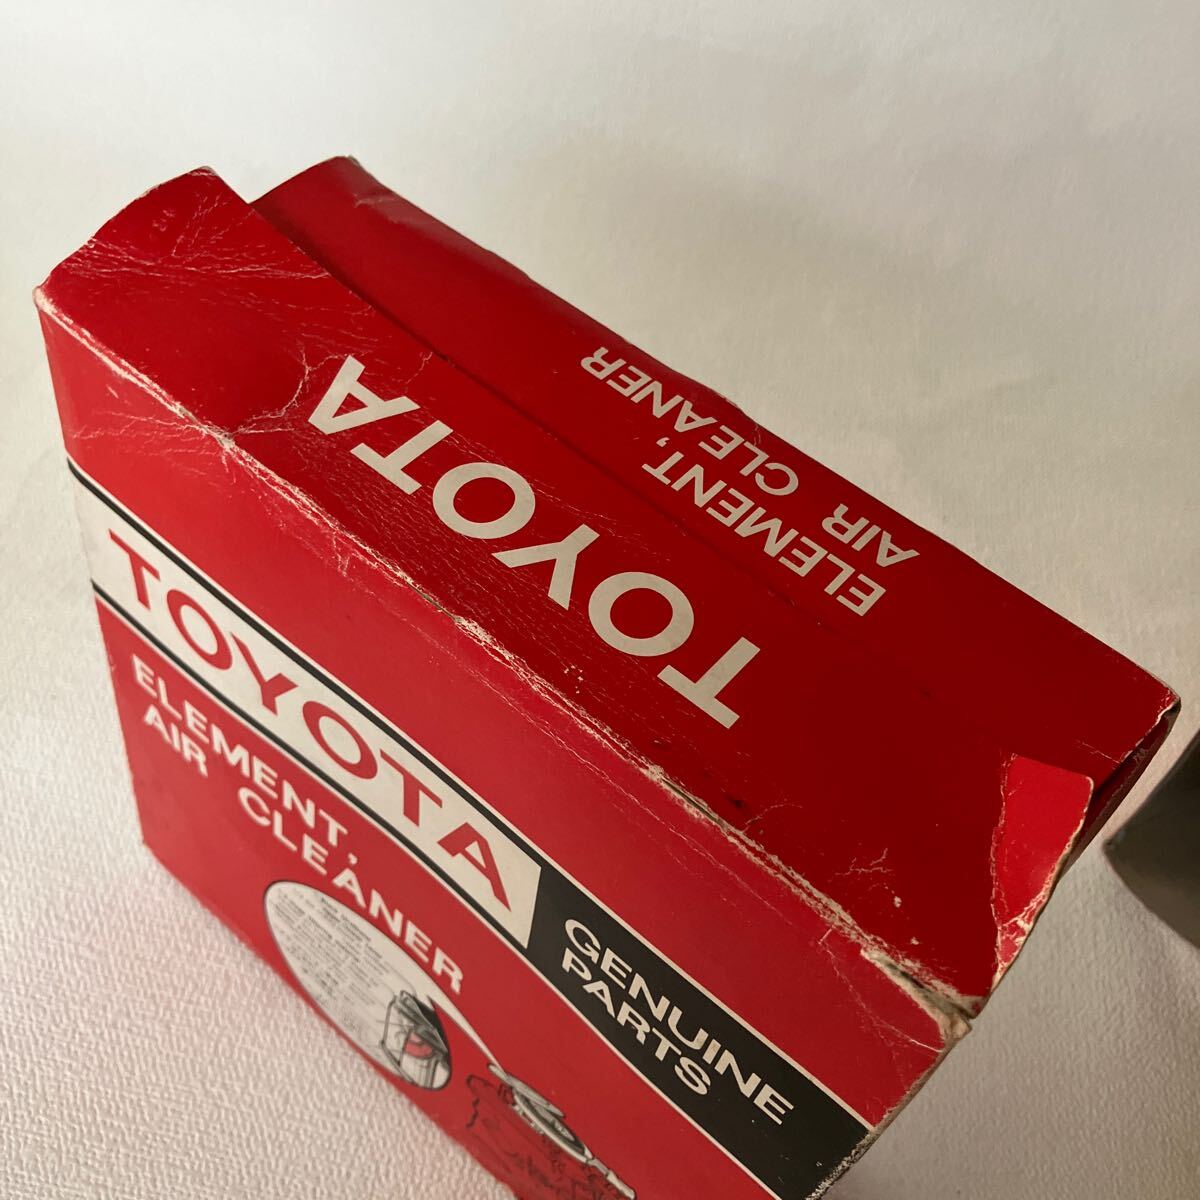 TOYOTA
ELEMENT,
AIR CLEANER
TOYOTA
GENUINE
PARTS
ELEMENT,
AIR CLEANER